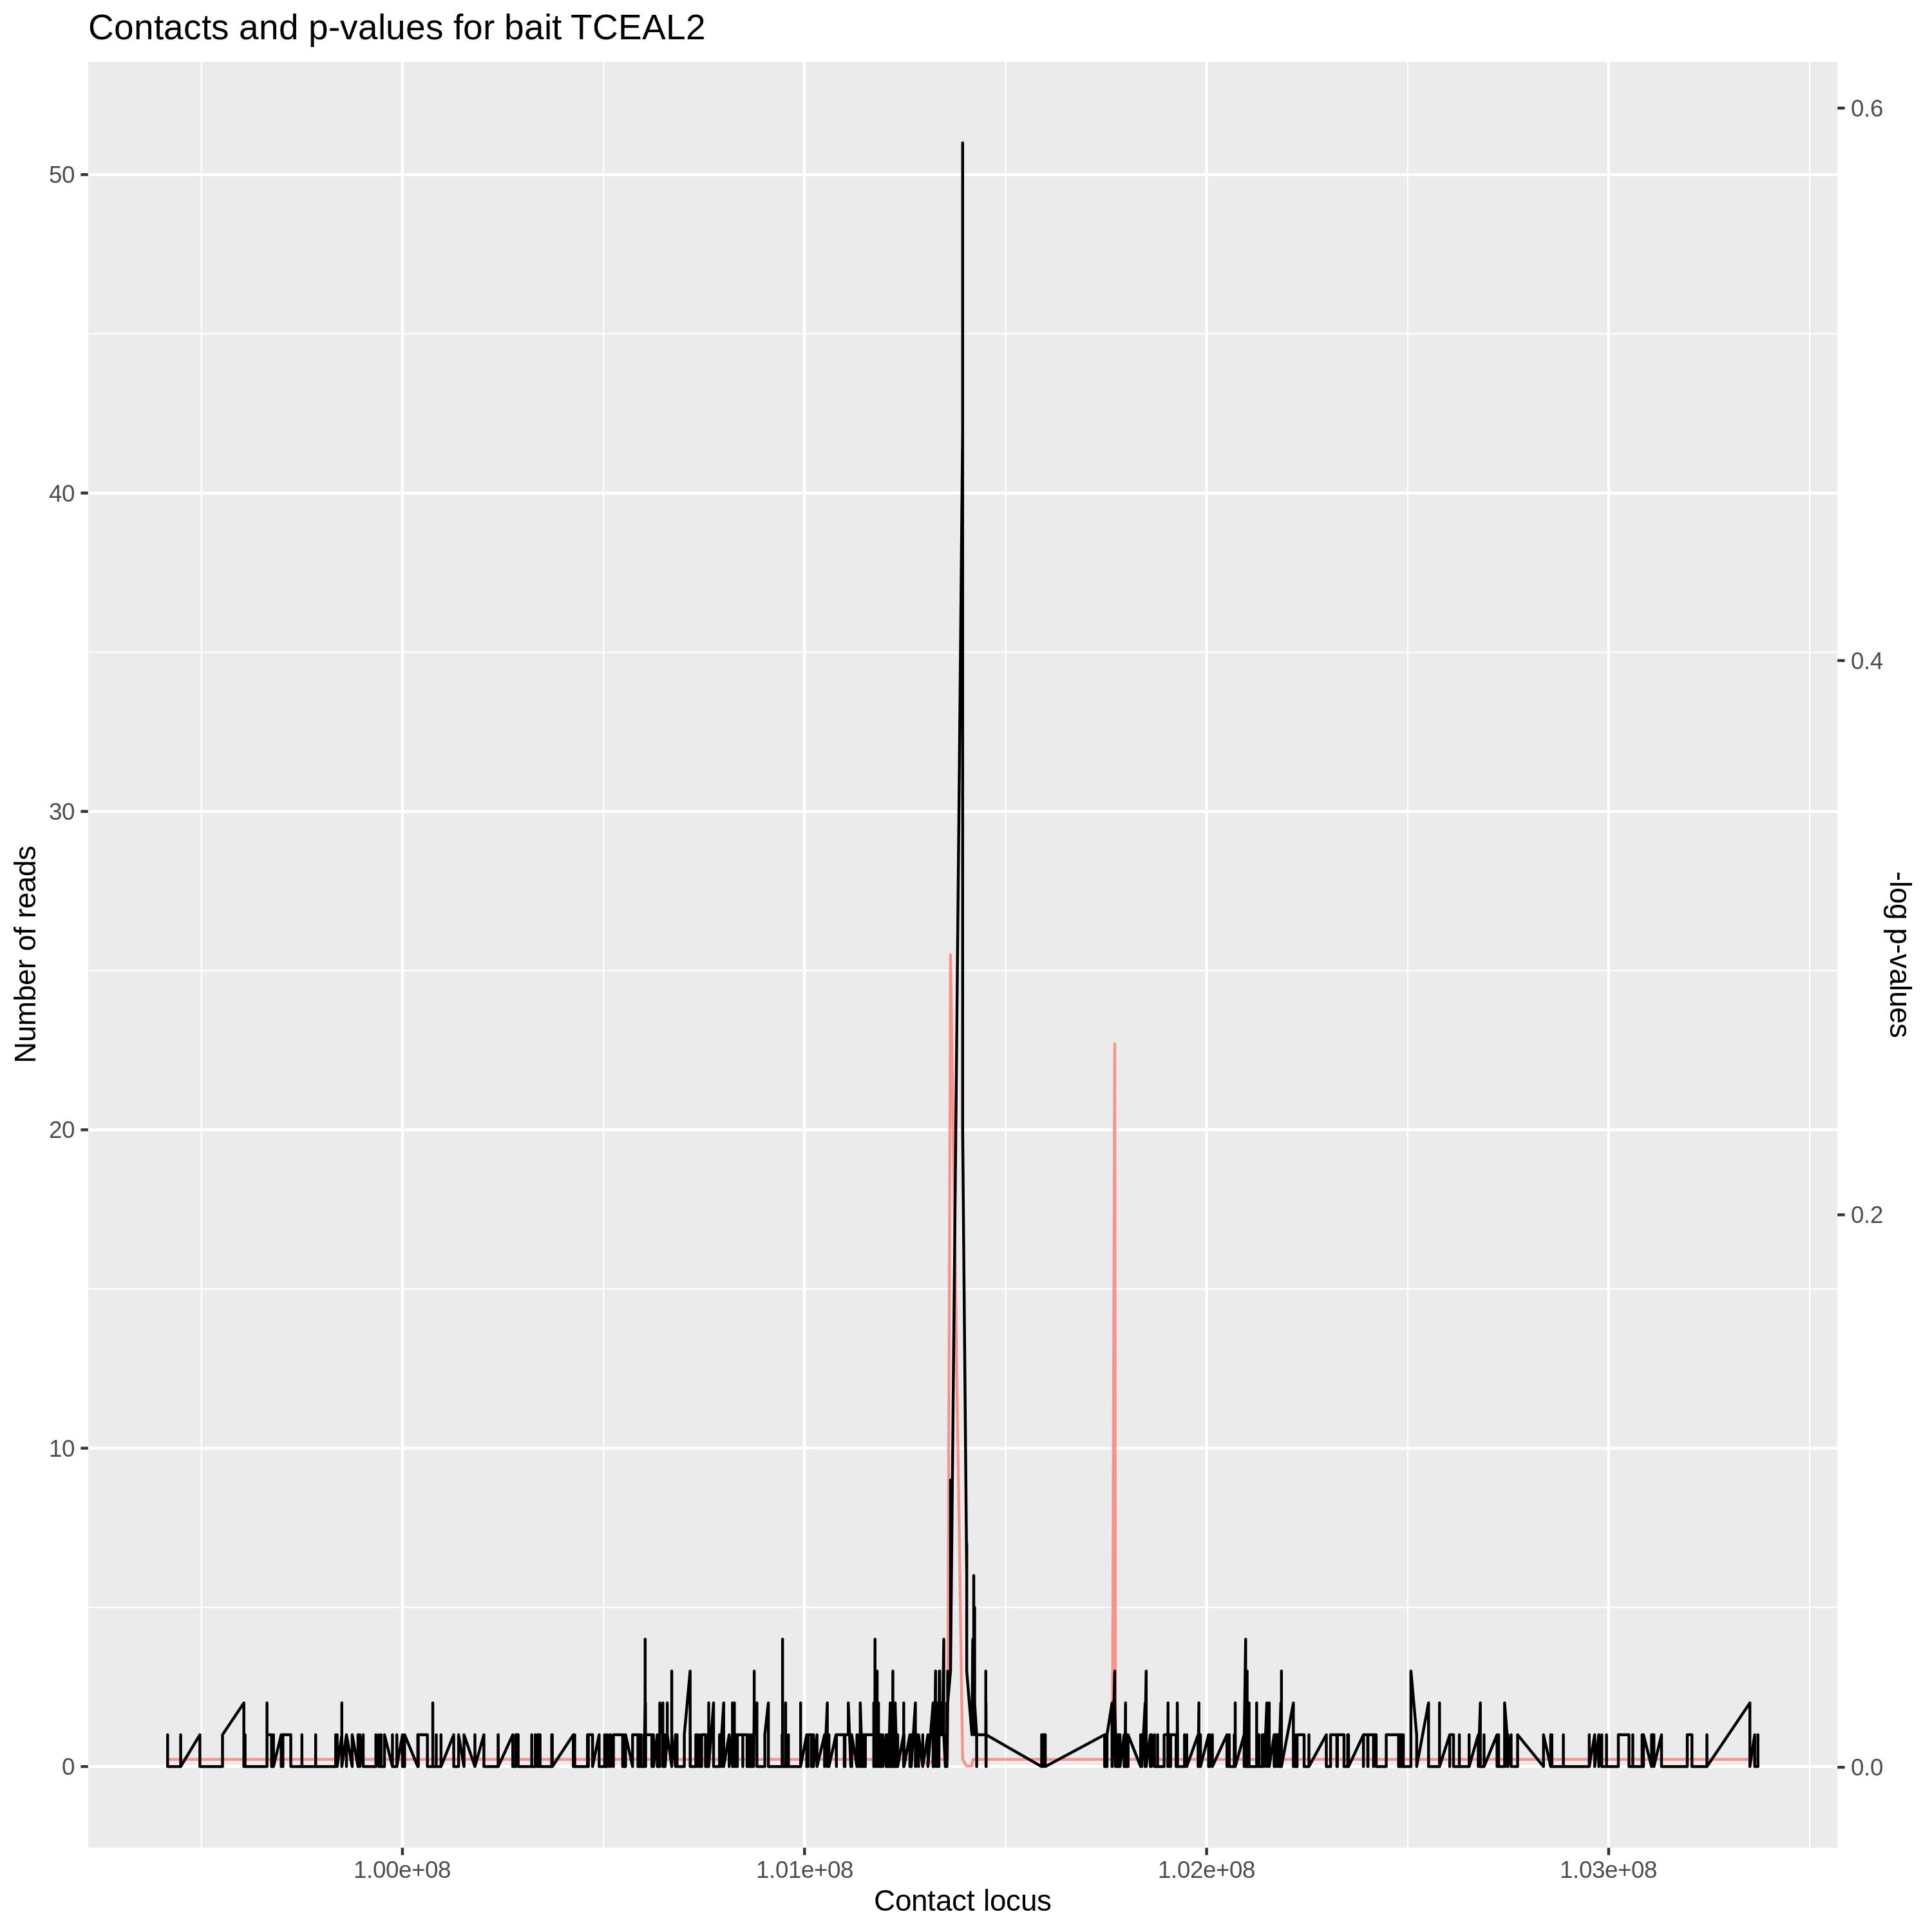 Contacts and p-values for bait TCEAL2
0.6
50
40
0.4
30
Number of reads
-log p-values
20
0.2
10
0
0.0
1.00e+08
1.01e+08
1.02e+08
1.03e+08
Contact locus